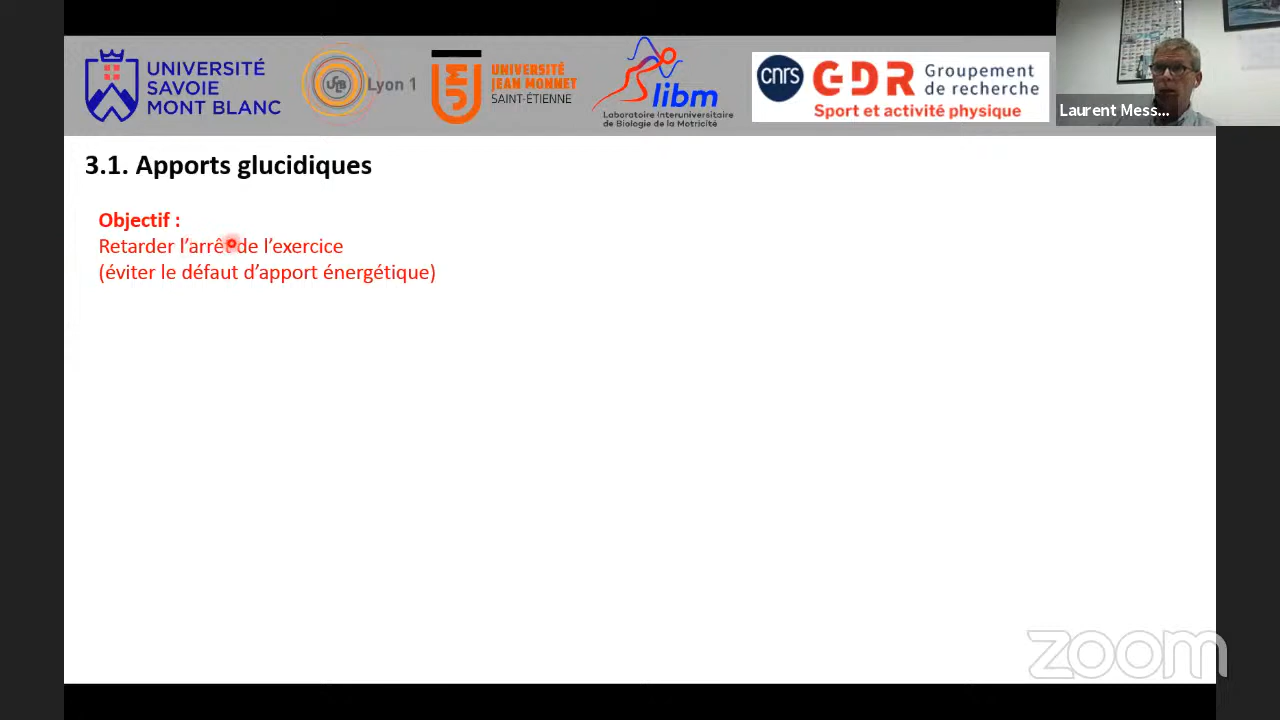 UNIVERSITÉ
SAVOIE
MONT BLANC
Lyon 1
UJM
UNIVERSITÉ
JEAN MONNET
SAINT-ÉTIENNE
libm
Laboratoire Interuniversitaire
de Biologie de la Motricité
cnrs
GDR
Groupement
de recherche
Sport et activité physique
Laurent Mess...
3.1. Apports glucidiques
Objectif :
Retarder l’arrêt de l’exercice
(éviter le défaut d’apport énergétique)
zoom